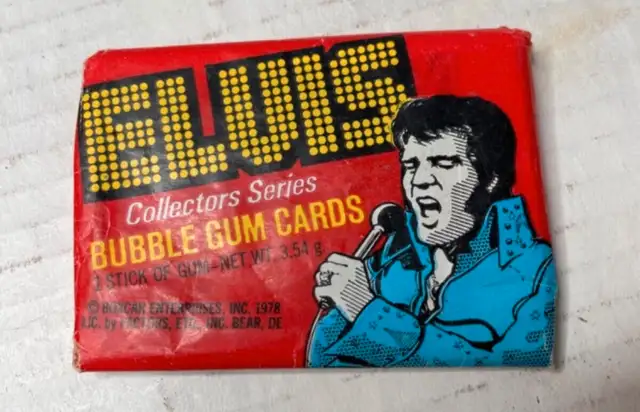 ELVIS
Collectors Series
BUBBLE GUM CARDS
1 STICK OF GUM-NET WT. 3.54 g
© BOXCAR ENTERPRISES, INC. 1978
LIC. by FACTORS, ETC., INC. BEAR, DE